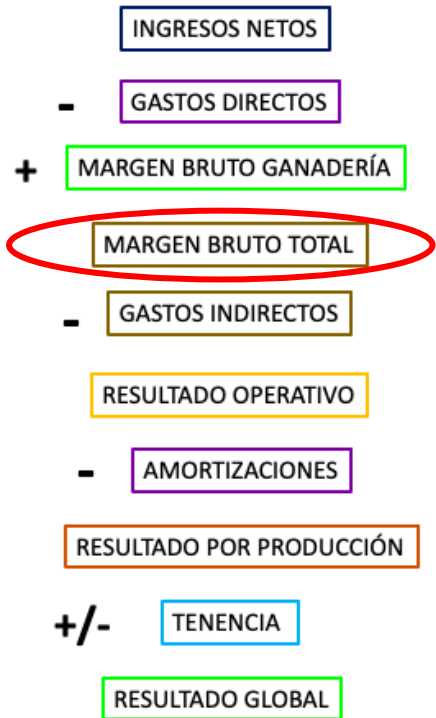 INGRESOS NETOS
- GASTOS DIRECTOS
+ MARGEN BRUTO GANADERÍA
MARGEN BRUTO TOTAL
- GASTOS INDIRECTOS
RESULTADO OPERATIVO
- AMORTIZACIONES
RESULTADO POR PRODUCCIÓN
+/- TENENCIA
RESULTADO GLOBAL